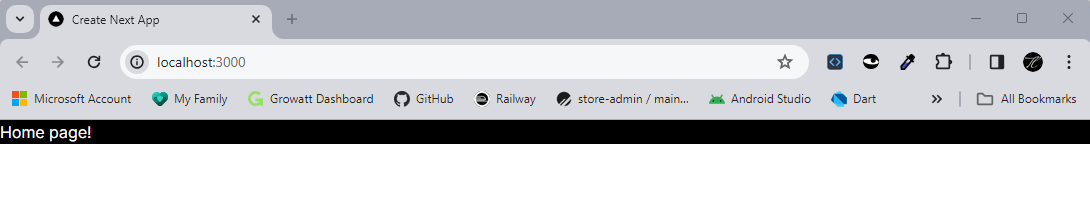 Create Next App
localhost:3000
Microsoft Account My Family Growatt Dashboard GitHub Railway store-admin / main... Android Studio Dart All Bookmarks
Home page!